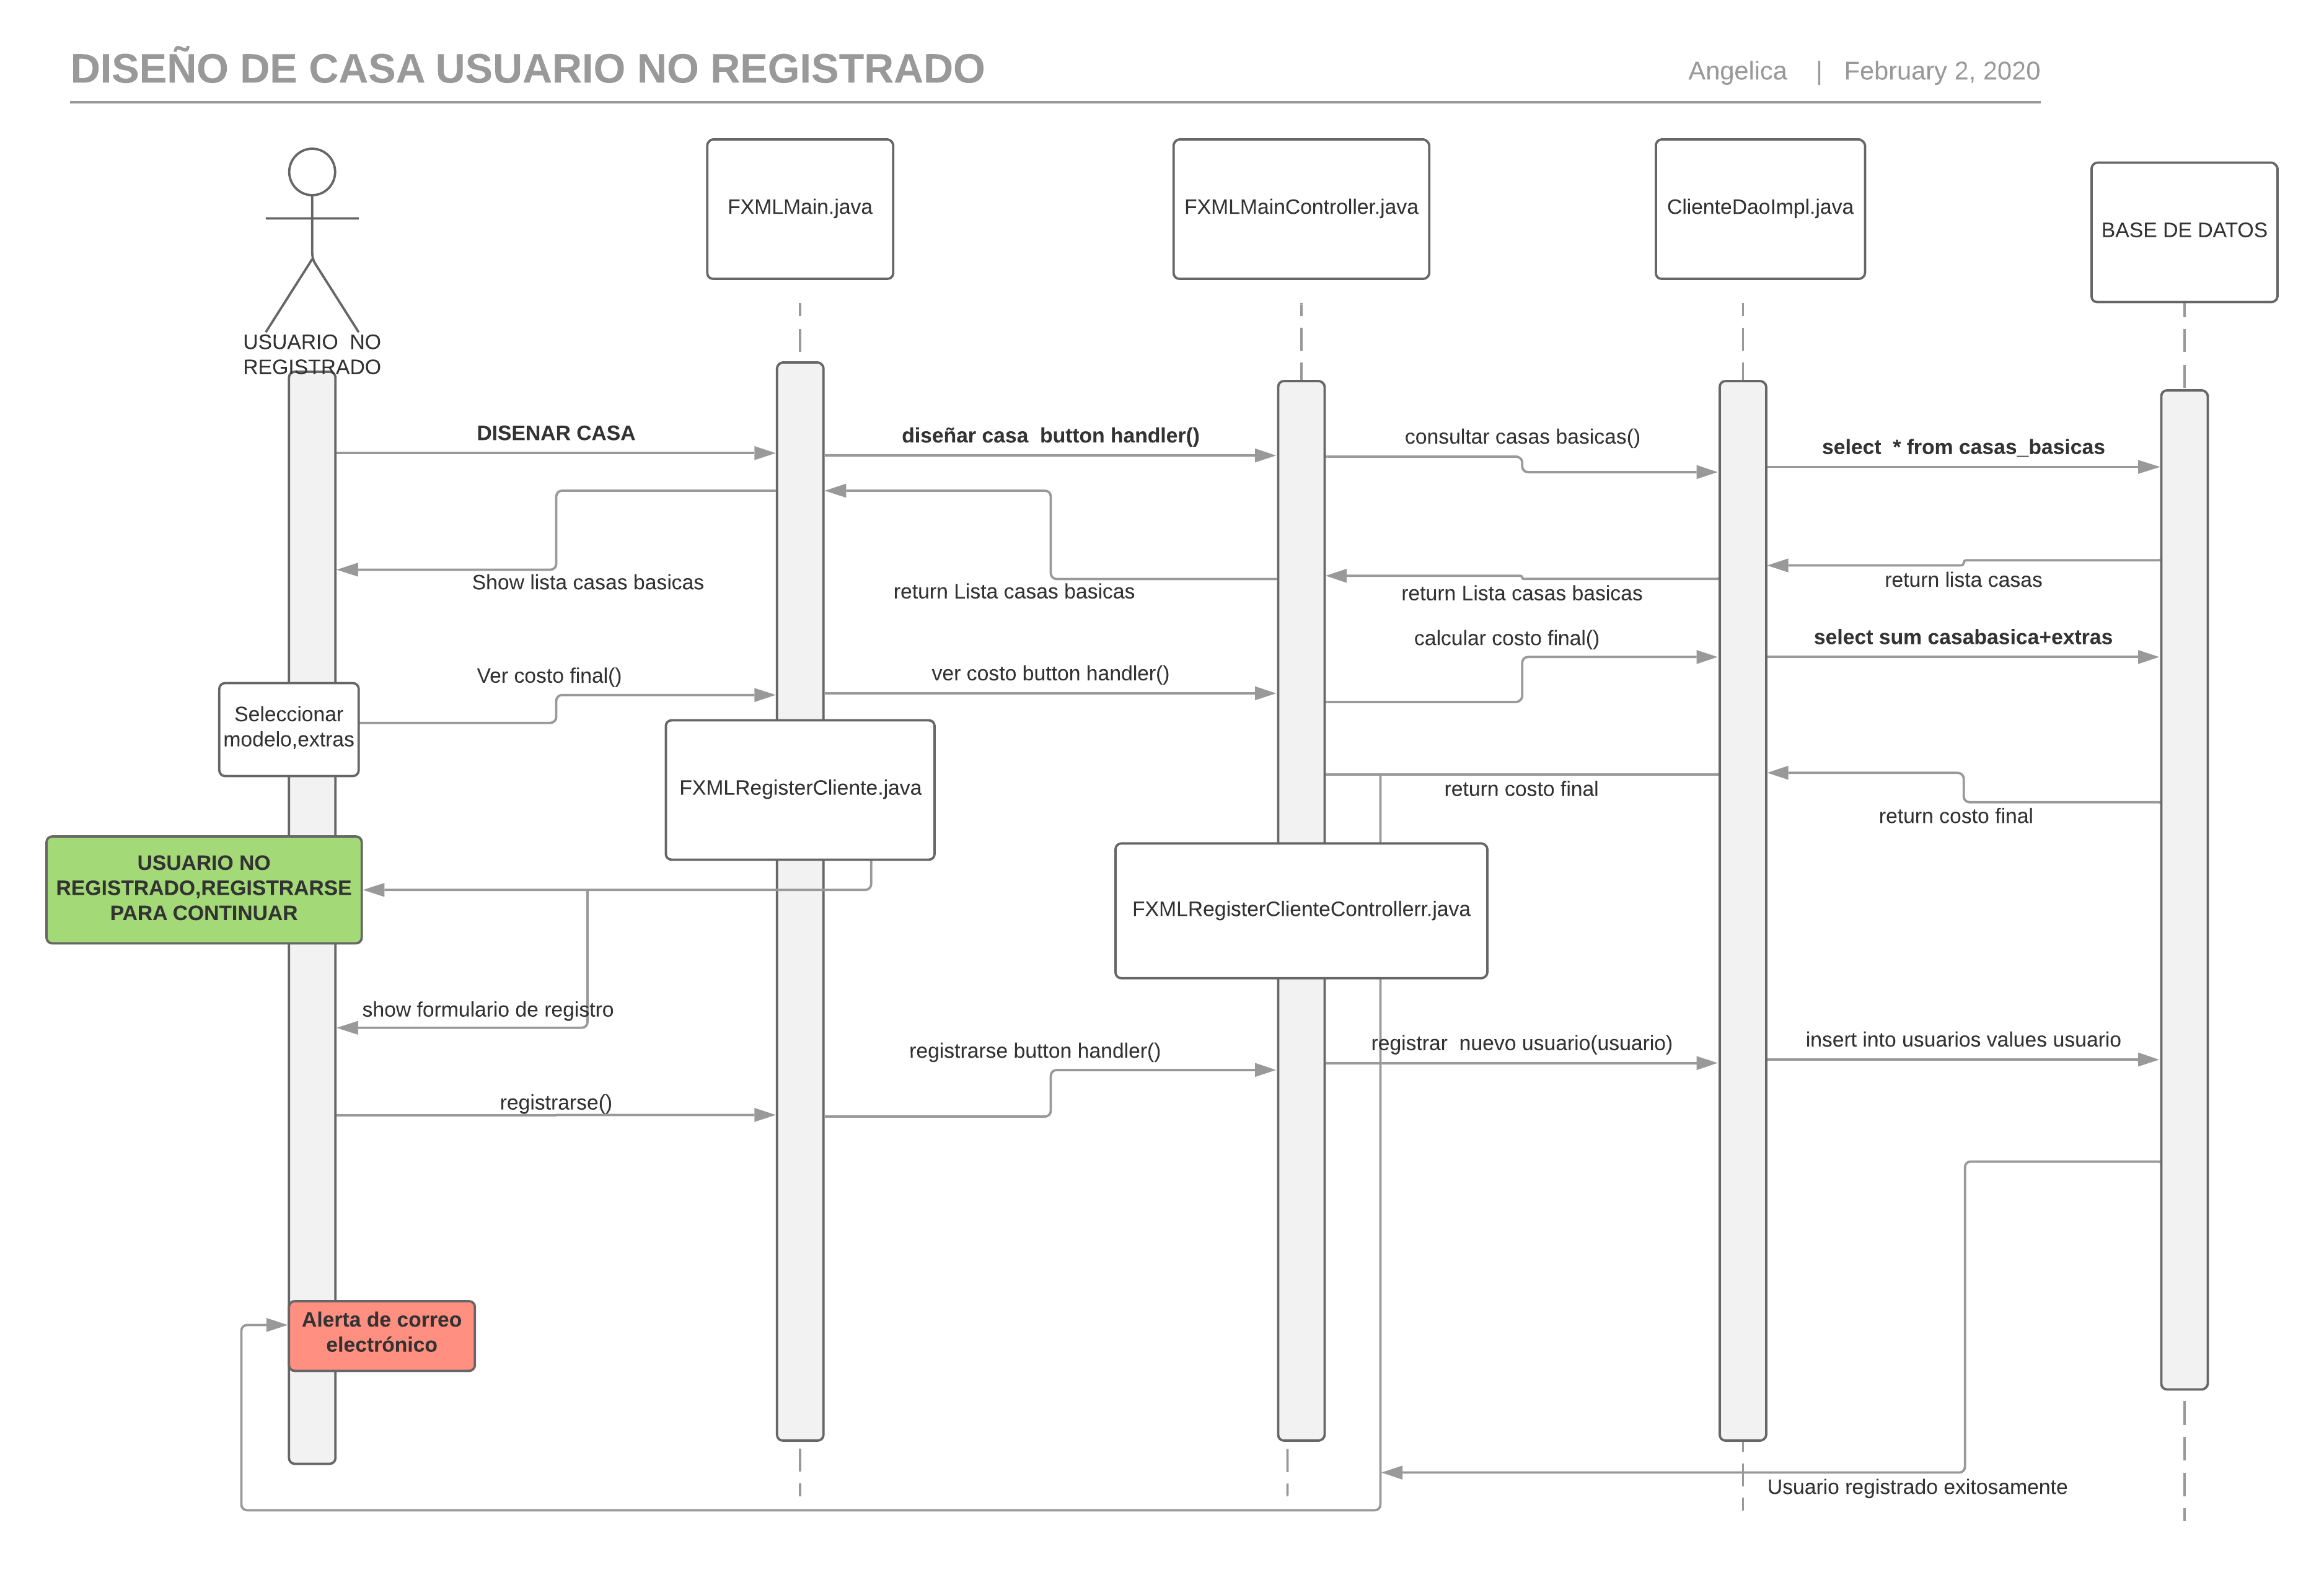 DISEÑO DE CASA USUARIO NO REGISTRADO
Angelica | February 2, 2020
FXMLMain.java
FXMLMainController.java
ClienteDaoImpl.java
BASE DE DATOS
USUARIO NO
REGISTRADO
DISENAR CASA
diseñar casa button handler()
consultar casas basicas()
select * from casas_basicas
Show lista casas basicas
return Lista casas basicas
return Lista casas basicas
return lista casas
calcular costo final()
select sum casabasica+extras
Ver costo final()
ver costo button handler()
Seleccionar
modelo,extras
FXMLRegisterCliente.java
return costo final
return costo final
USUARIO NO
REGISTRADO,REGISTRARSE
PARA CONTINUAR
FXMLRegisterClienteControllerr.java
show formulario de registro
registrarse button handler()
registrar nuevo usuario(usuario)
insert into usuarios values usuario
registrarse()
Alerta de correo
electrónico
Usuario registrado exitosamente